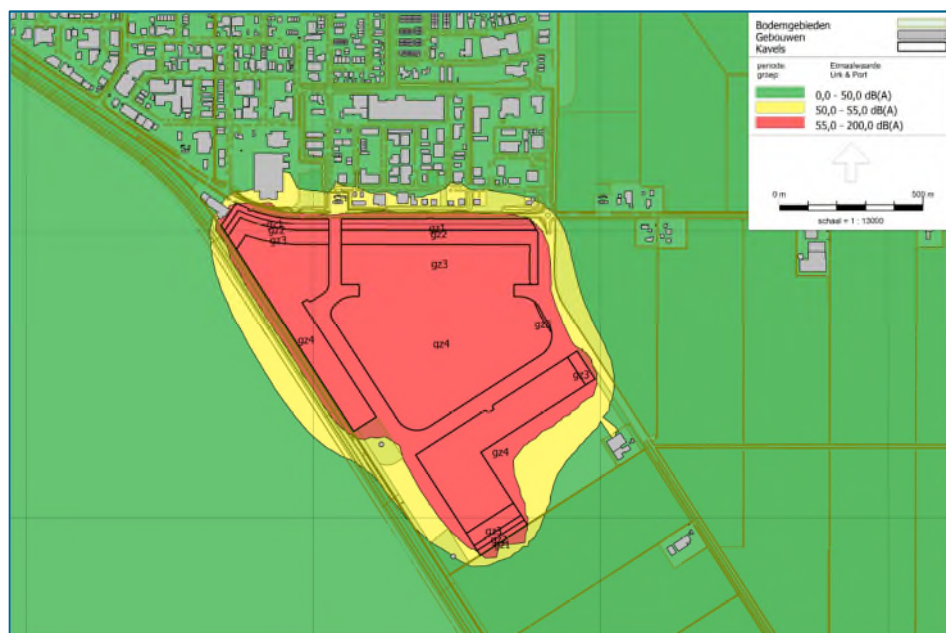 Bodemgebieden
Gebouwen
Kavels
periode: Etmaalwaarde
groep: Urk & Port
0,0 - 50,0 dB(A)
50,0 - 55,0 dB(A)
55,0 - 200,0 dB(A)
0 m 500 m
schaal = 1 : 13000
gz2
gz3
gz1
gz2
gz3
gz4
gz4
gz3
gz4
gz3
gz1